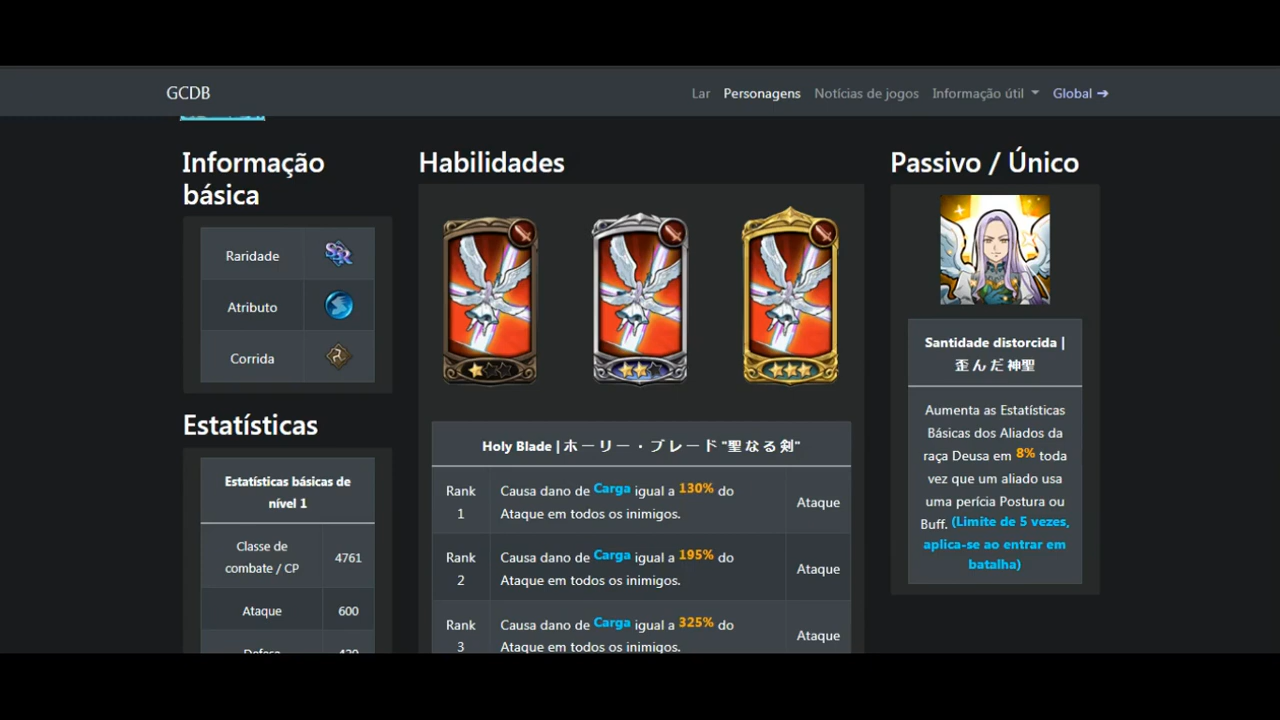 GCDB
Lar Personagens Notícias de jogos Informação útil Global ➔
Informação
básica
Raridade SSR
Atributo
Corrida
Estatísticas
Estatísticas básicas de
nível 1
Classe de
combate / CP 4761
Ataque 600
Defesa 420
Habilidades
Holy Blade | ホーリー・ブレード "聖なる剣"
Rank
1
Causa dano de Carga igual a 130% do
Ataque em todos os inimigos.
Ataque
Rank
2
Causa dano de Carga igual a 195% do
Ataque em todos os inimigos.
Ataque
Rank
3
Causa dano de Carga igual a 325% do
Ataque em todos os inimigos.
Ataque
Passivo / Único
Santidade distorcida |
歪んだ神聖
Aumenta as Estatísticas
Básicas dos Aliados da
raça Deusa em 8% toda
vez que um aliado usa
uma perícia Postura ou
Buff. (Limite de 5 vezes,
aplica-se ao entrar em
batalha)